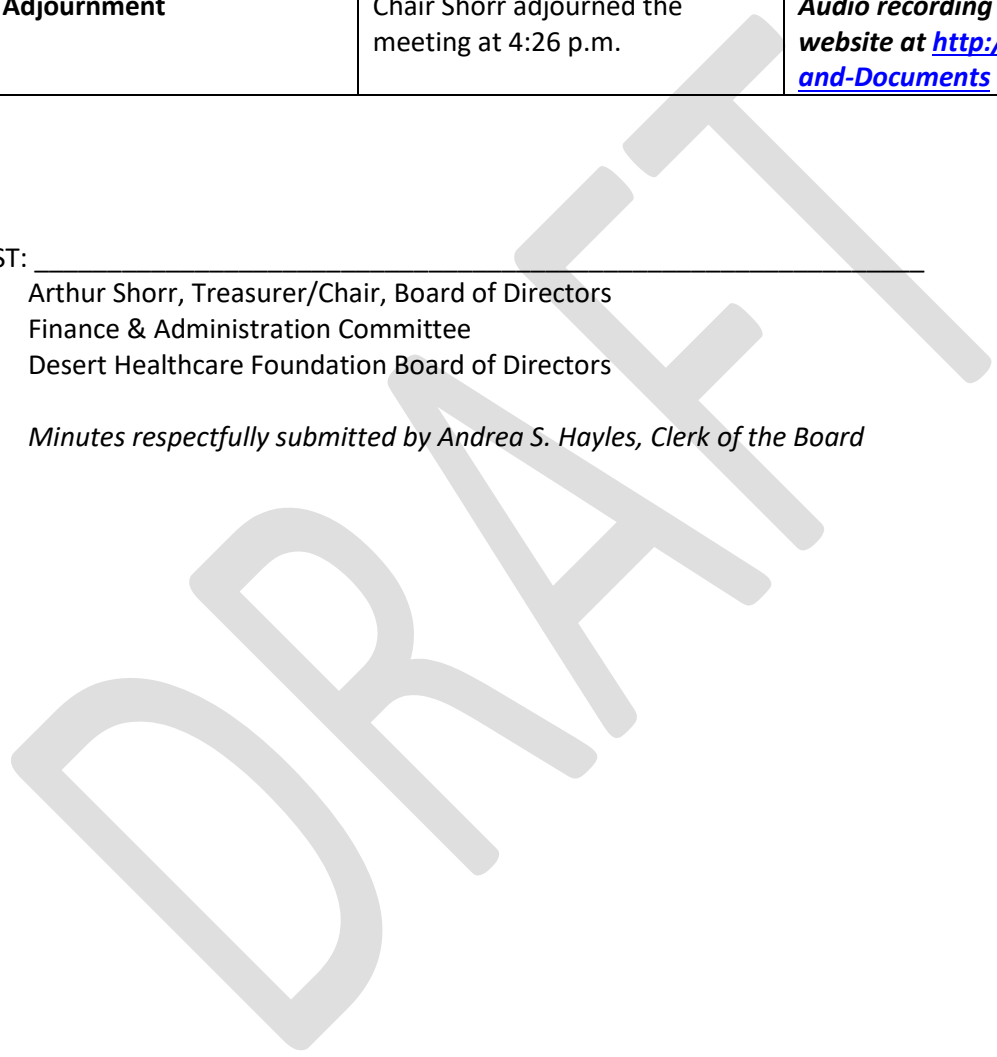 Adjournment
Chair Shorr adjourned the
meeting at 4:26 p.m.
Audio recording
website at http:/
and-Documents
ST: ______________________________________________________________
Arthur Shorr, Treasurer/Chair, Board of Directors
Finance & Administration Committee
Desert Healthcare Foundation Board of Directors
Minutes respectfully submitted by Andrea S. Hayles, Clerk of the Board
DRAFT